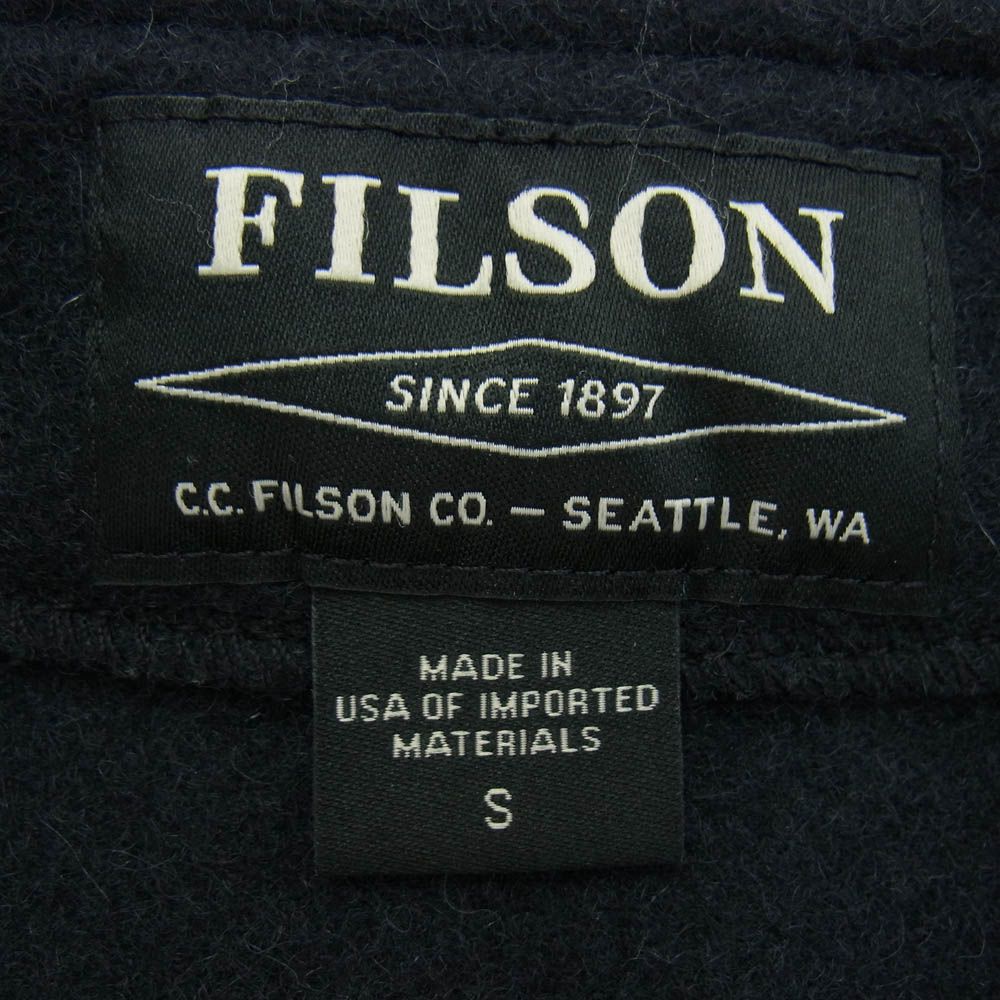 FILSON
SINCE 1897
C.C. FILSON CO. – SEATTLE, WA
MADE IN
USA OF IMPORTED
MATERIALS
S